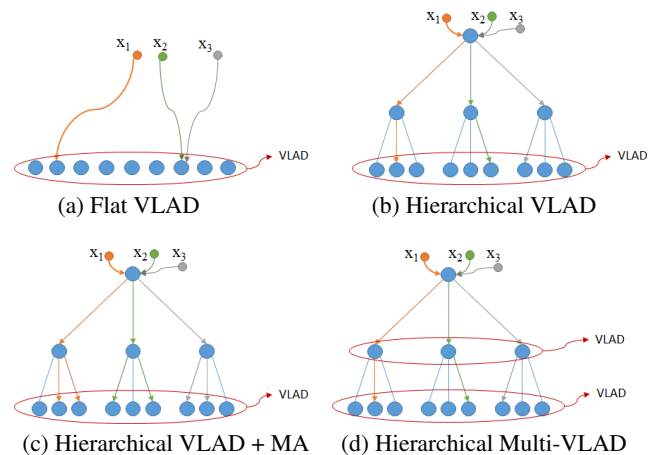 x1
x2
x3
VLAD
(a) Flat VLAD
x1
x2
x3
VLAD
(b) Hierarchical VLAD
x1
x2
x3
VLAD
(c) Hierarchical VLAD + MA
x1
x2
x3
VLAD
VLAD
(d) Hierarchical Multi-VLAD